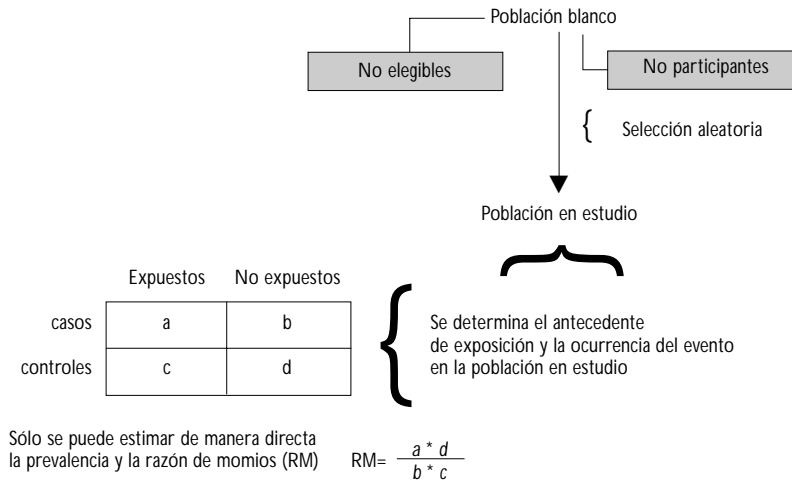 Población blanco
No elegibles
No participantes
{ Selección aleatoria
Población en estudio
Expuestos No expuestos
casos a b
controles c d
Se determina el antecedente
de exposición y la ocurrencia del evento
en la población en estudio
Sólo se puede estimar de manera directa
la prevalencia y la razón de momios (RM)
RM= a * d
b * c